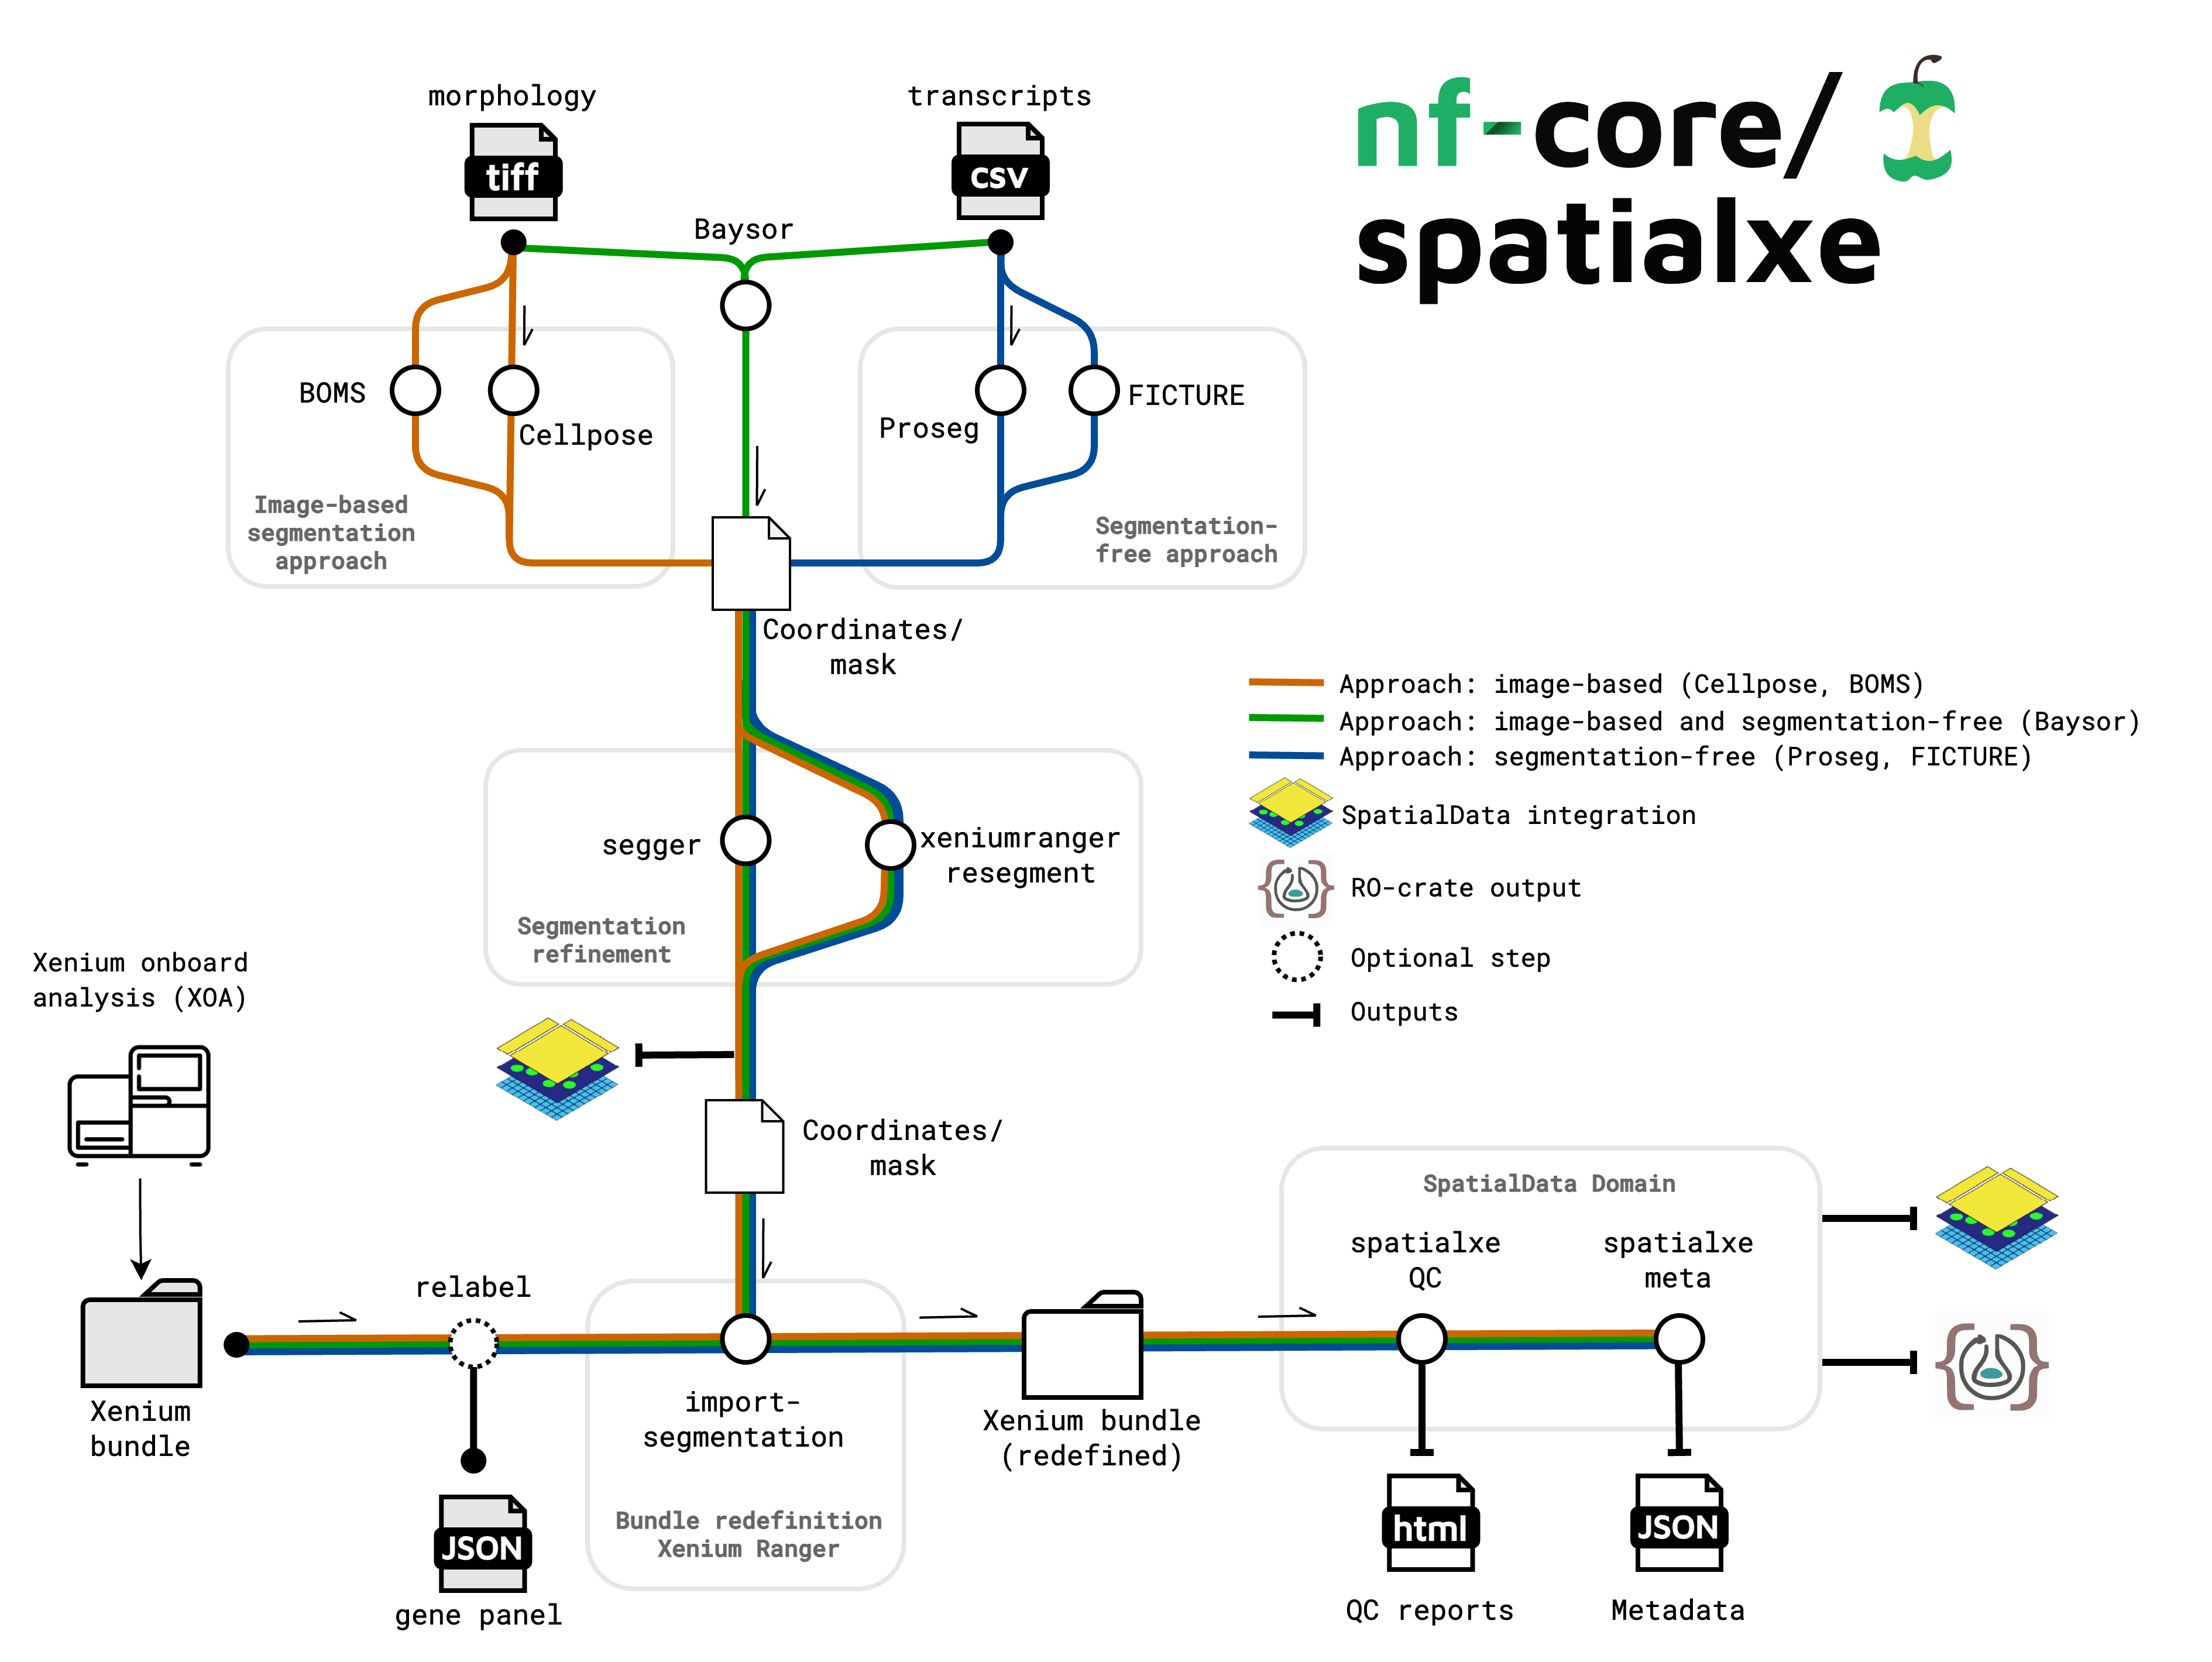 morphology
tiff
transcripts
csv
nf-core/
spatialxe
Baysor
BOMS
Cellpose
Proseg
FICTURE
Image-based
segmentation
approach
Segmentation-
free approach
Coordinates/
mask
Approach: image-based (Cellpose, BOMS)
Approach: image-based and segmentation-free (Baysor)
Approach: segmentation-free (Proseg, FICTURE)
SpatialData integration
RO-crate output
Optional step
Outputs
segger
xeniumranger
resegment
Segmentation
refinement
Xenium onboard
analysis (XOA)
Coordinates/
mask
SpatialData Domain
spatialxe
QC
spatialxe
meta
relabel
Xenium
bundle
import-
segmentation
Xenium bundle
(redefined)
Bundle redefinition
Xenium Ranger
JSON
gene panel
html
QC reports
JSON
Metadata